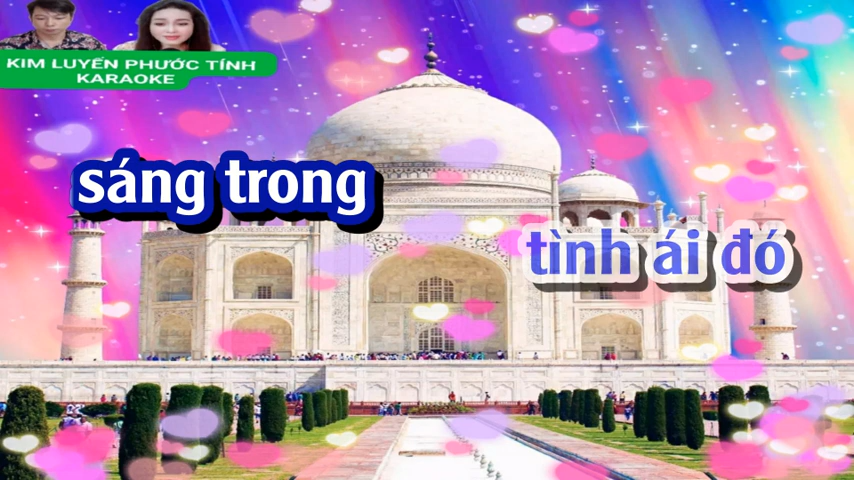 KIM LUYẾN PHƯỚC TÍNH
KARAOKE
sáng trong
tình ái đó